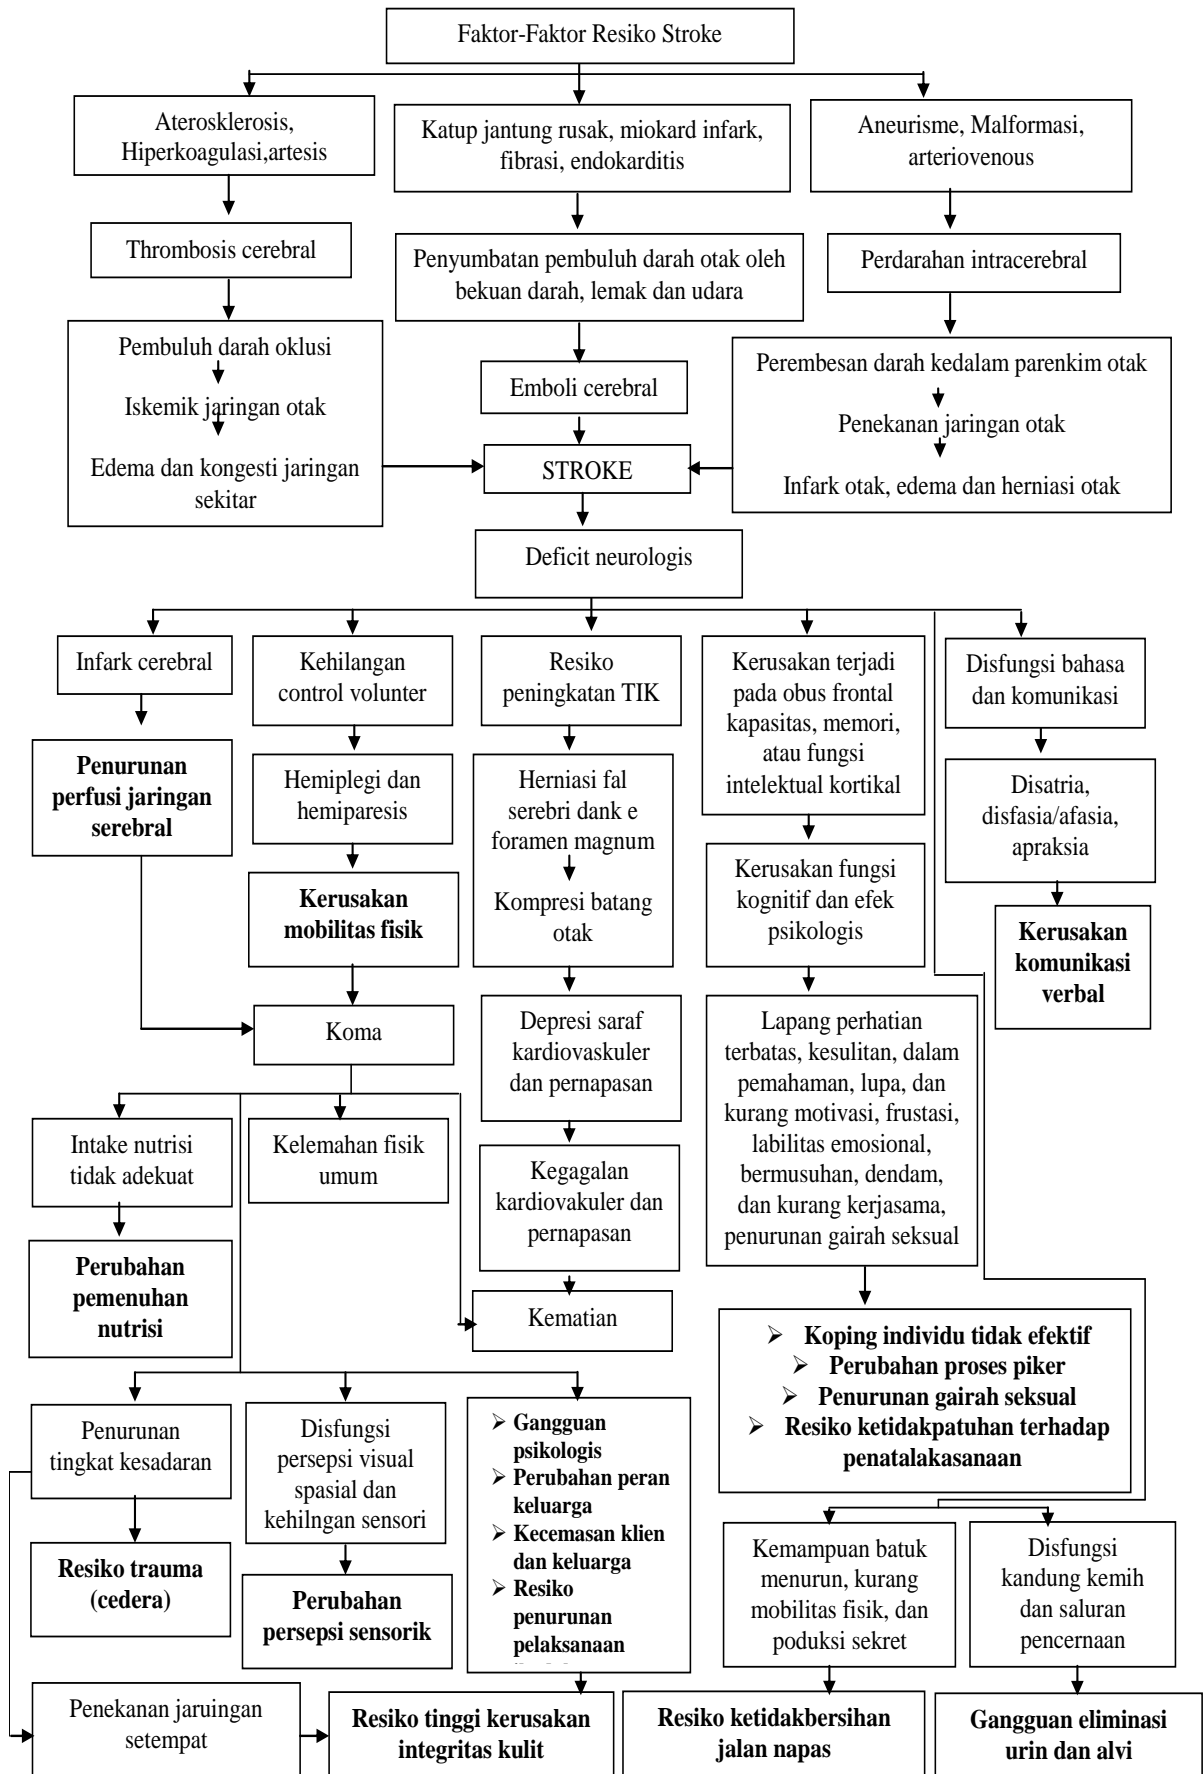 Faktor-Faktor Resiko Stroke
Aterosklerosis,
Hiperkoagulasi,artesis
Katup jantung rusak, miokard infark,
fibrasi, endokarditis
Aneurisme, Malformasi,
arteriovenous
Thrombosis cerebral
Penyumbatan pembuluh darah otak oleh
bekuan darah, lemak dan udara
Perdarahan intracerebral
Pembuluh darah oklusi
Iskemik jaringan otak
Edema dan kongesti jaringan
sekitar
Emboli cerebral
Perembesan darah kedalam parenkim otak
Penekanan jaringan otak
Infark otak, edema dan herniasi otak
STROKE
Deficit neurologis
Infark cerebral
Kehilangan
control volunter
Resiko
peningkatan TIK
Kerusakan terjadi
pada obus frontal
kapasitas, memori,
atau fungsi
intelektual kortikal
Disfungsi bahasa
dan komunikasi
Penurunan
perfusi jaringan
serebral
Hemiplegi dan
hemiparesis
Herniasi fal
serebri dank e
foramen magnum
Kompresi batang
otak
Disatria,
disfasia/afasia,
apraksia
Kerusakan
mobilitas fisik
Kerusakan fungsi
kognitif dan efek
psikologis
Kerusakan
komunikasi
verbal
Koma
Depresi saraf
kardiovaskuler
dan pernapasan
Lapang perhatian
terbatas, kesulitan, dalam
pemahaman, lupa, dan
kurang motivasi, frustasi,
labilitas emosional,
bermusuhan, dendam,
dan kurang kerjasama,
penurunan gairah seksual
Intake nutrisi
tidak adekuat
Kelemahan fisik
umum
Kegagalan
kardiovakuler dan
pernapasan
Perubahan
pemenuhan
nutrisi
Kematian
➢ Koping individu tidak efektif
➢ Perubahan proses piker
➢ Penurunan gairah seksual
➢ Resiko ketidakpatuhan terhadap
penatalakasanaan
Penurunan
tingkat kesadaran
Disfungsi
persepsi visual
spasial dan
kehilngan sensori
➢ Gangguan
psikologis
➢ Perubahan peran
keluarga
➢ Kecemasan klien
dan keluarga
➢ Resiko
penurunan
pelaksanaan
Kemampuan batuk
menurun, kurang
mobilitas fisik, dan
poduksi sekret
Disfungsi
kandung kemih
dan saluran
pencernaan
Resiko trauma
(cedera)
Perubahan
persepsi sensorik
Penekanan jaruingan
setempat
Resiko tinggi kerusakan
integritas kulit
Resiko ketidakbersihan
jalan napas
Gangguan eliminasi
urin dan alvi